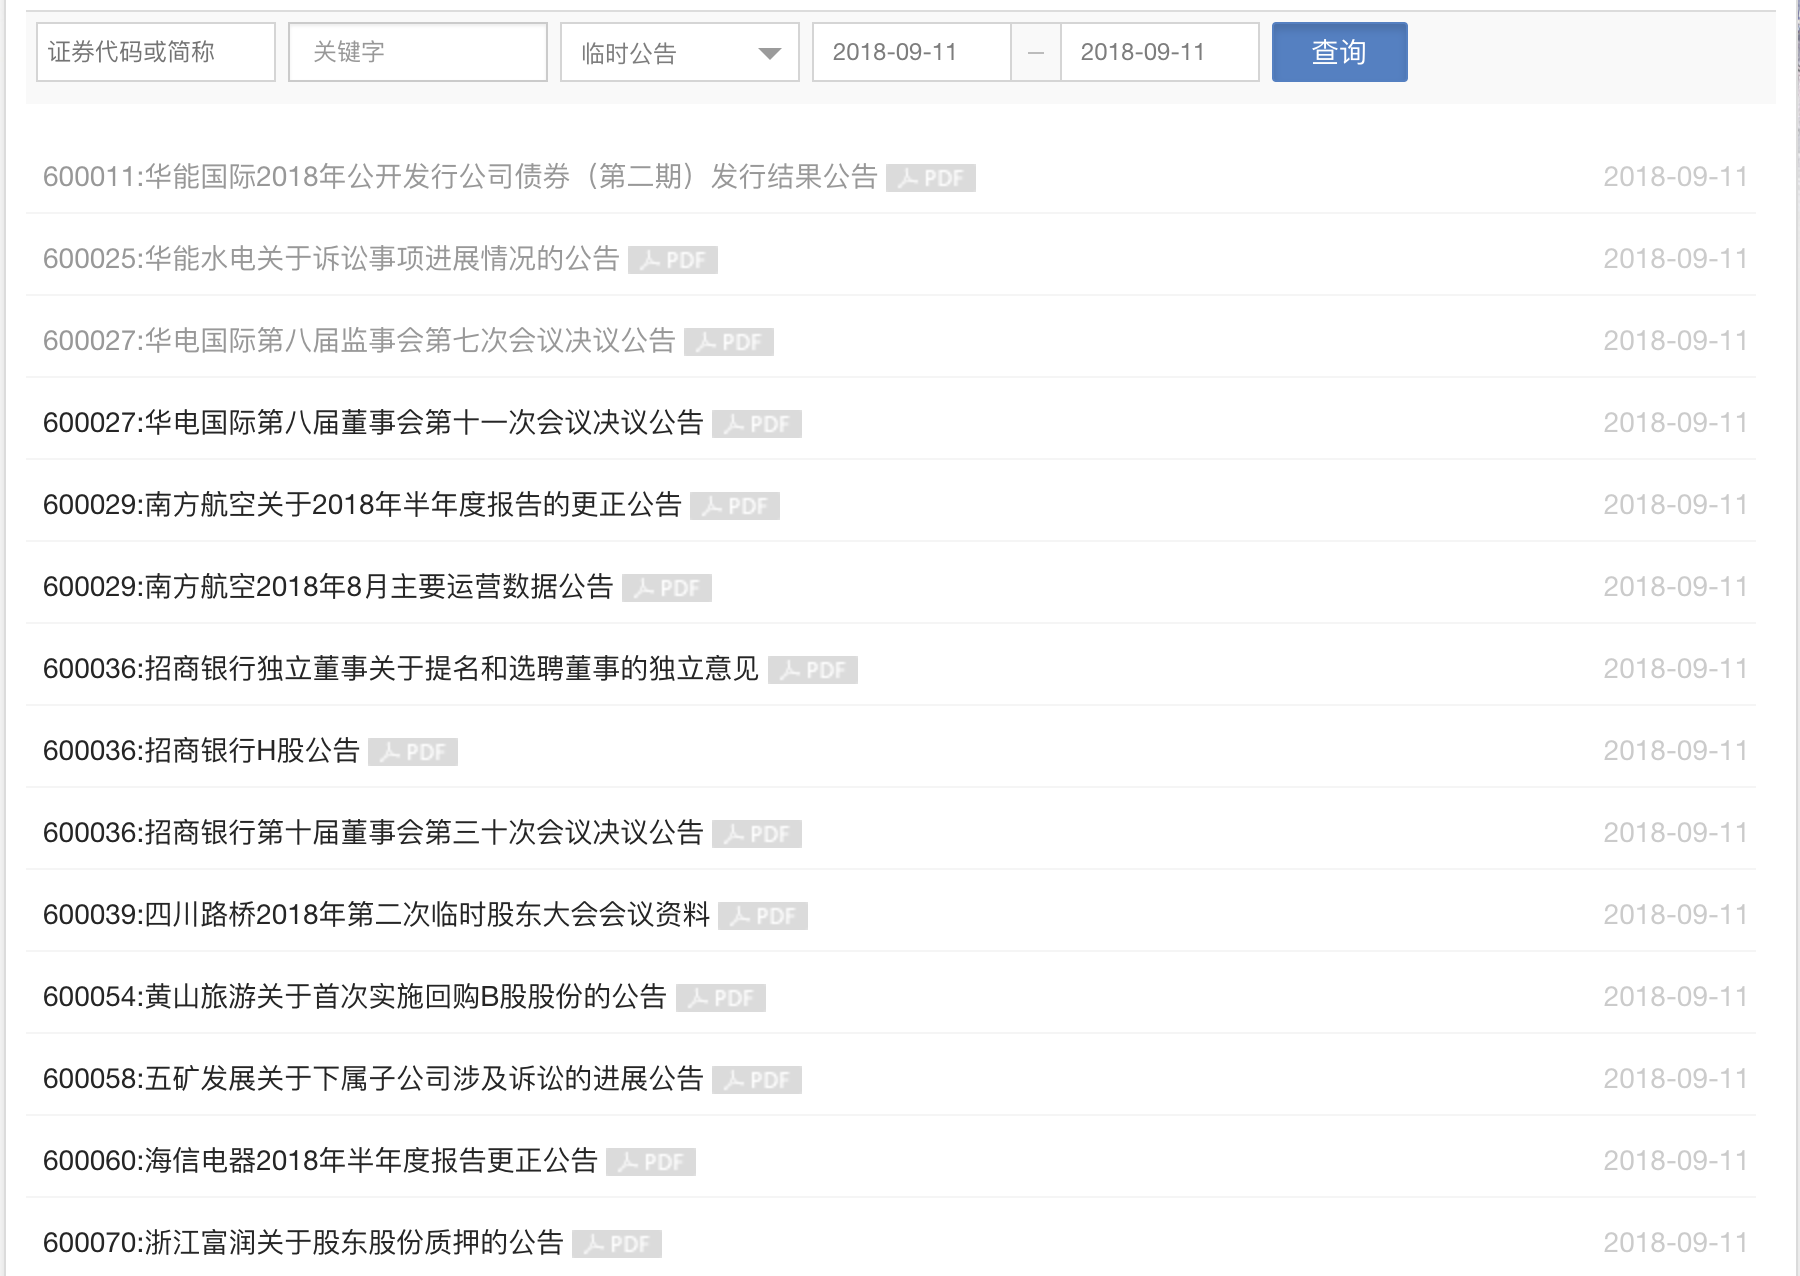 证券代码或简称 关键字 临时公告 2018-09-11 — 2018-09-11 查询
600011:华能国际2018年公开发行公司债券（第二期）发行结果公告 PDF 2018-09-11
600025:华能水电关于诉讼事项进展情况的公告 PDF 2018-09-11
600027:华电国际第八届监事会第七次会议决议公告 PDF 2018-09-11
600027:华电国际第八届董事会第十一次会议决议公告 PDF 2018-09-11
600029:南方航空关于2018年半年度报告的更正公告 PDF 2018-09-11
600029:南方航空2018年8月主要运营数据公告 PDF 2018-09-11
600036:招商银行独立董事关于提名和选聘董事的独立意见 PDF 2018-09-11
600036:招商银行H股公告 PDF 2018-09-11
600036:招商银行第十届董事会第三十次会议决议公告 PDF 2018-09-11
600039:四川路桥2018年第二次临时股东大会会议资料 PDF 2018-09-11
600054:黄山旅游关于首次实施回购B股股份的公告 PDF 2018-09-11
600058:五矿发展关于下属子公司涉及诉讼的进展公告 PDF 2018-09-11
600060:海信电器2018年半年度报告更正公告 PDF 2018-09-11
600070:浙江富润关于股东股份质押的公告 PDF 2018-09-11